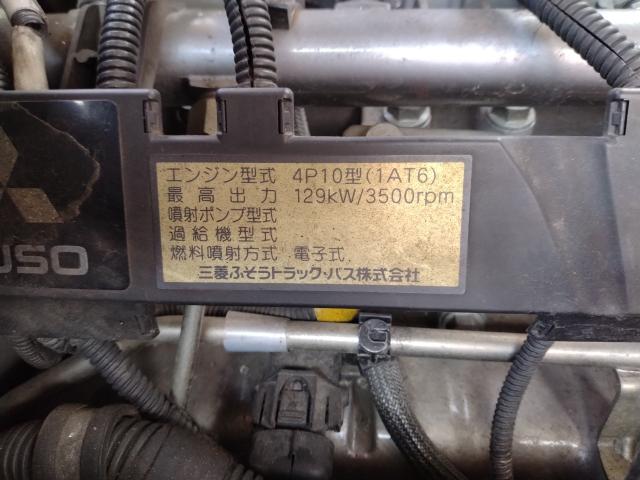 エンジン型式 4P10型(1AT6)
最高出力 129kW/3500rpm
噴射ポンプ型式
過給機型式
燃料噴射方式 電子式
三菱ふそうトラック・バス株式会社
USO